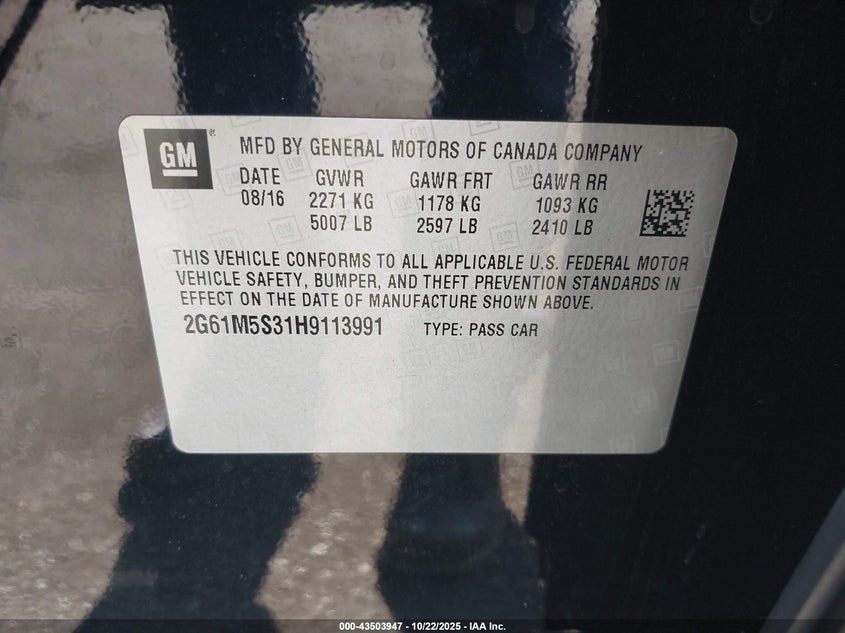 GM ® MFD BY GENERAL MOTORS OF CANADA COMPANY
DATE GVWR GAWR FRT GAWR RR
08/16 2271 KG 1178 KG 1093 KG
5007 LB 2597 LB 2410 LB
THIS VEHICLE CONFORMS TO ALL APPLICABLE U.S. FEDERAL MOTOR
VEHICLE SAFETY, BUMPER, AND THEFT PREVENTION STANDARDS IN
EFFECT ON THE DATE OF MANUFACTURE SHOWN ABOVE.
2G61M5S31H9113991 TYPE: PASS CAR
000-43503947 - 10/22/2025 - IAA Inc.